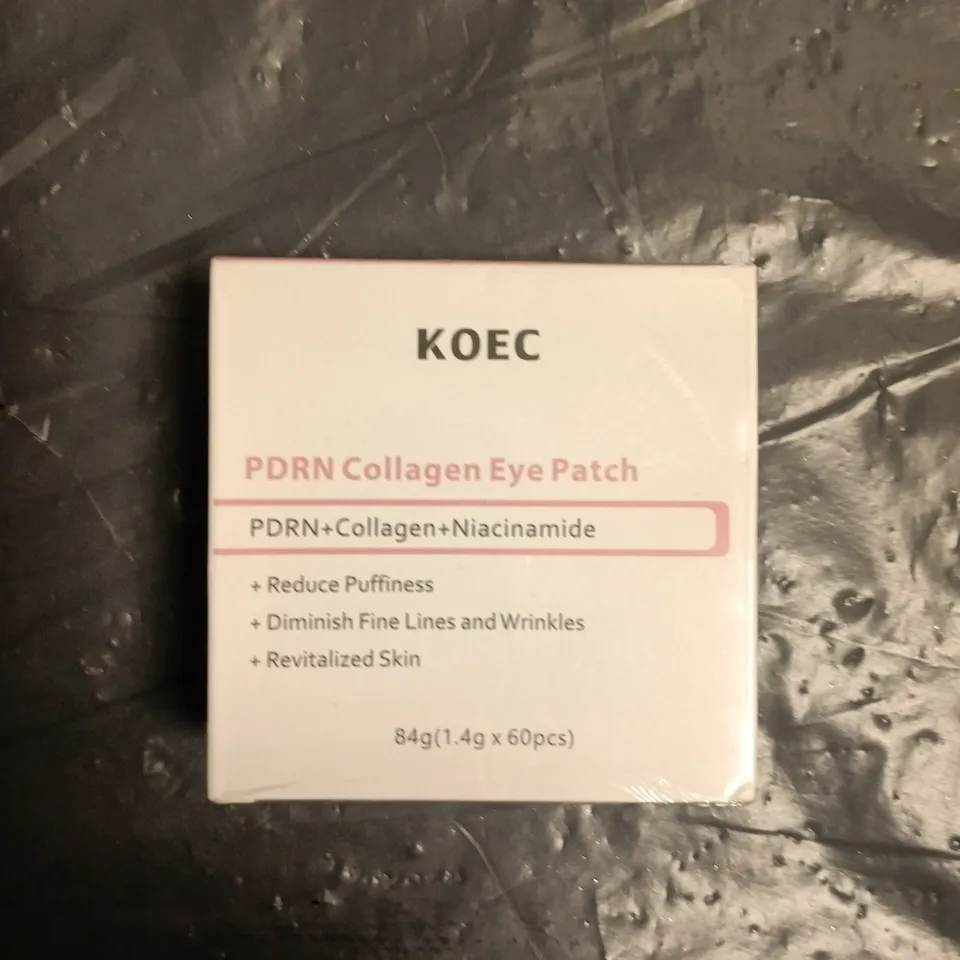 KOEC
PDRN Collagen Eye Patch
PDRN+Collagen+Niacinamide
+ Reduce Puffiness
+ Diminish Fine Lines and Wrinkles
+ Revitalized Skin
84g(1.4g x 60pcs)